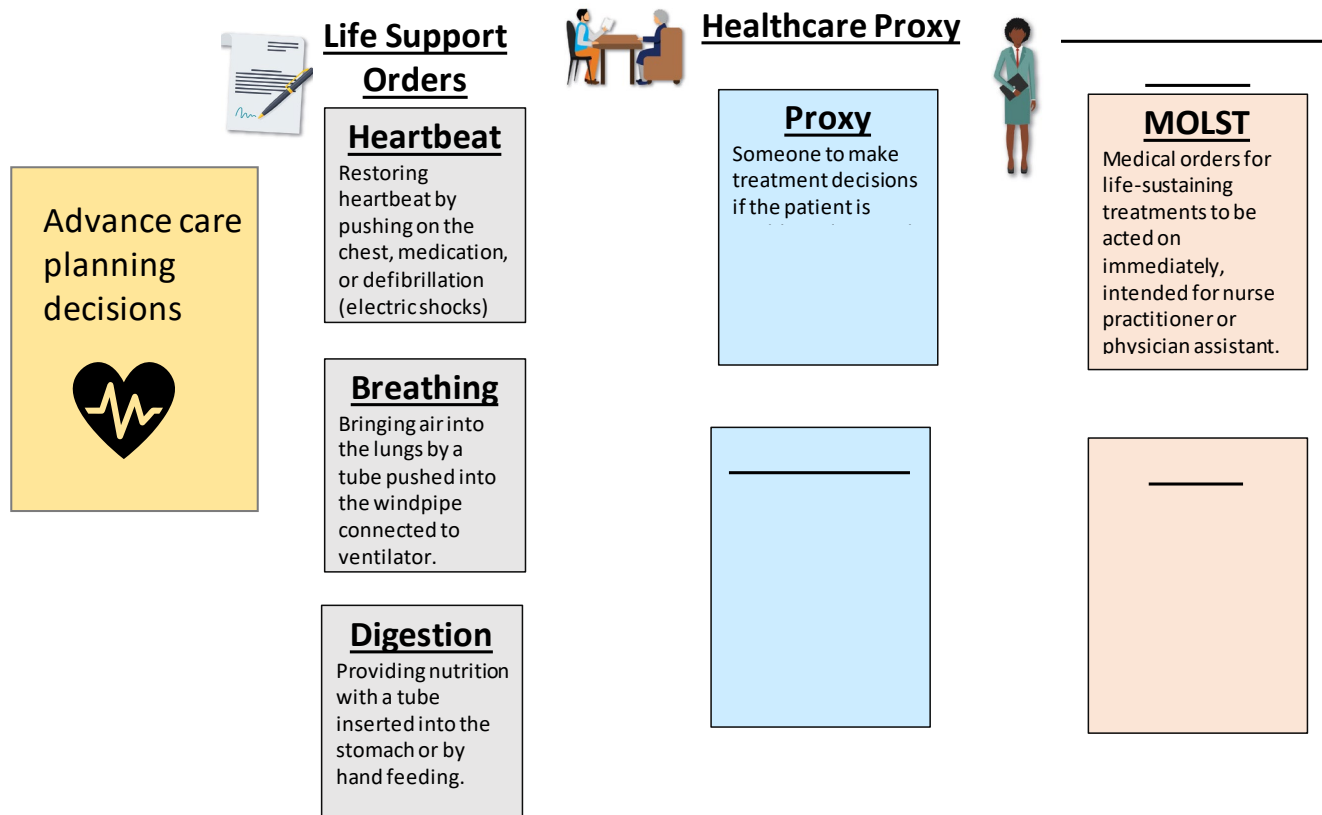 Advance care
planning
decisions
Life Support
Orders
Heartbeat
Restoring
heartbeat by
pushing on the
chest, medication,
or defibrillation
(electric shocks)
Breathing
Bringing air into
the lungs by a
tube pushed into
the windpipe
connected to
ventilator.
Digestion
Providing nutrition
with a tube
inserted into the
stomach or by
hand feeding.
Healthcare Proxy
Proxy
Someone to make
treatment decisions
if the patient is
MOLST
Medical orders for
life-sustaining
treatments to be
acted on
immediately,
intended for nurse
practitioner or
physician assistant.